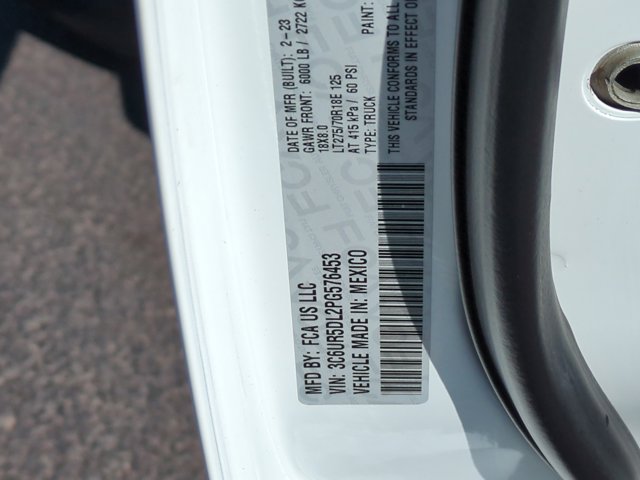 MFD BY: FCA US LLC
DATE OF MFR (BUILT): 2-23
VIN: 3C6UR5DL2PG576453
GAWR FRONT: 6000 LB / 2722 K
VEHICLE MADE IN: MEXICO
18X8.0
LT275/70R18E 125
AT 415 kPa / 60 PSI
TYPE: TRUCK
PAINT:
THIS VEHICLE CONFORMS TO ALL
STANDARDS IN EFFECT O